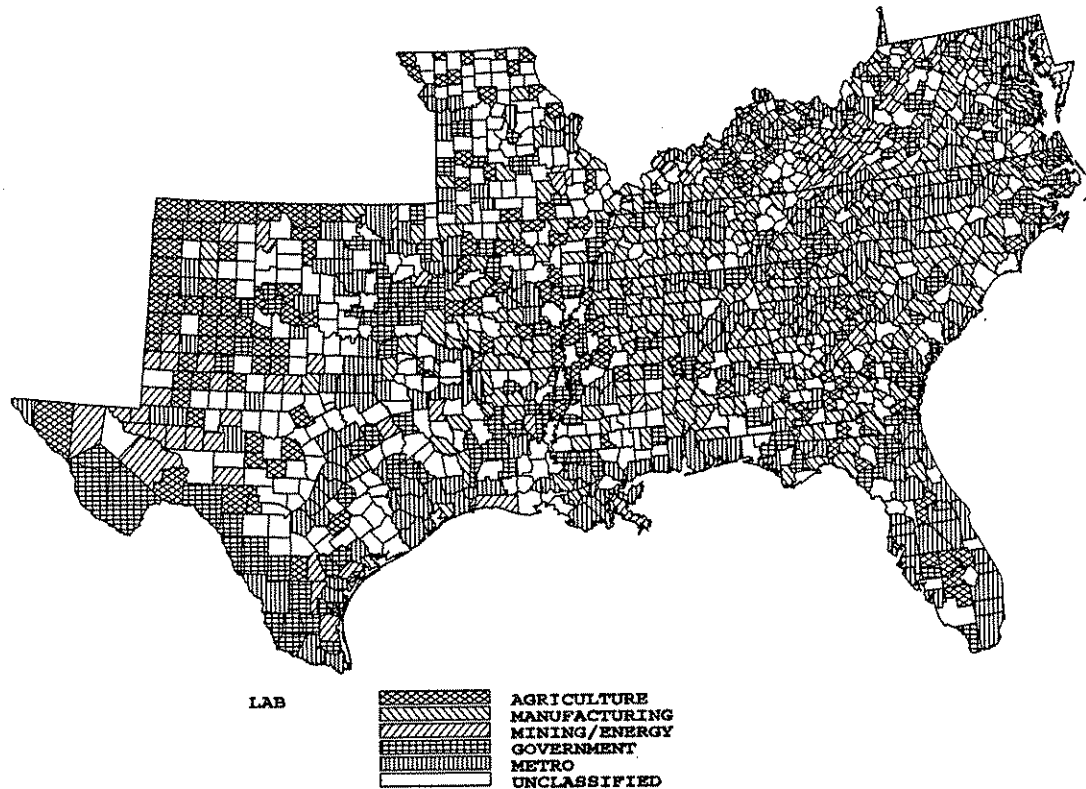 LAB
AGRICULTURE
MANUFACTURING
MINING/ENERGY
GOVERNMENT
METRO
UNCLASSIFIED